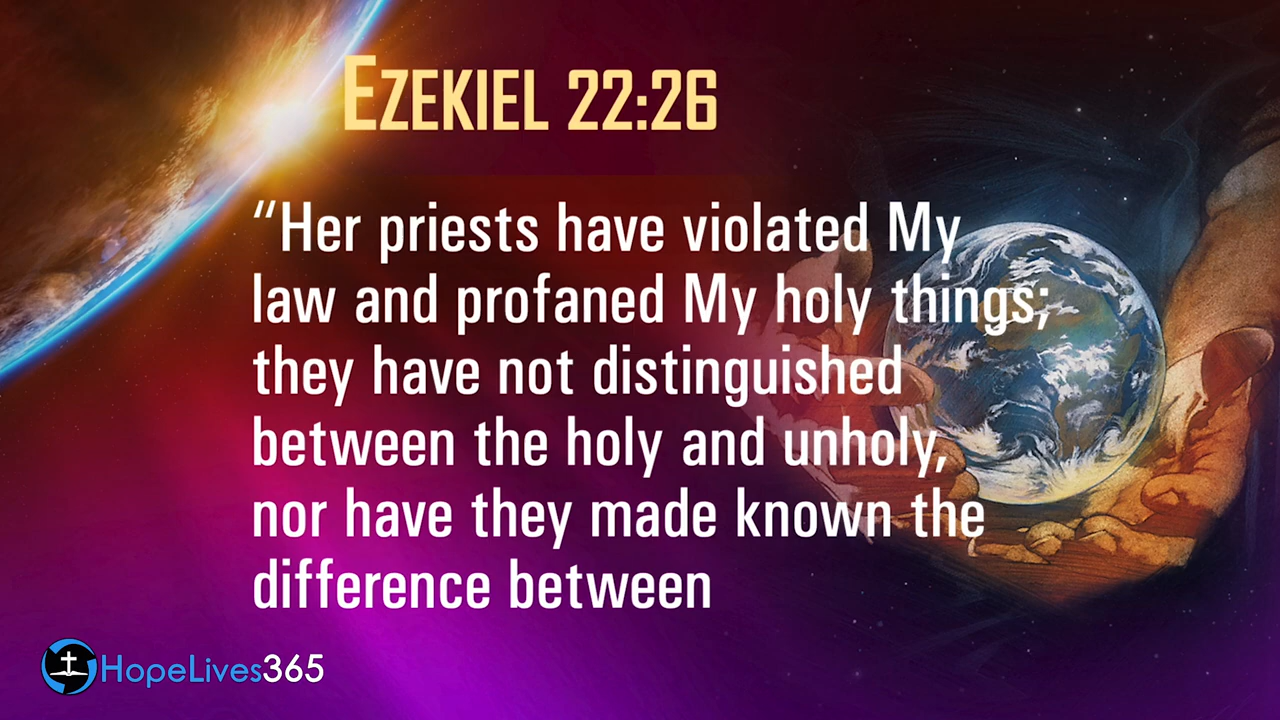 EZEKIEL 22:26
“Her priests have violated My
law and profaned My holy things;
they have not distinguished
between the holy and unholy,
nor have they made known the
difference between
HopeLives365